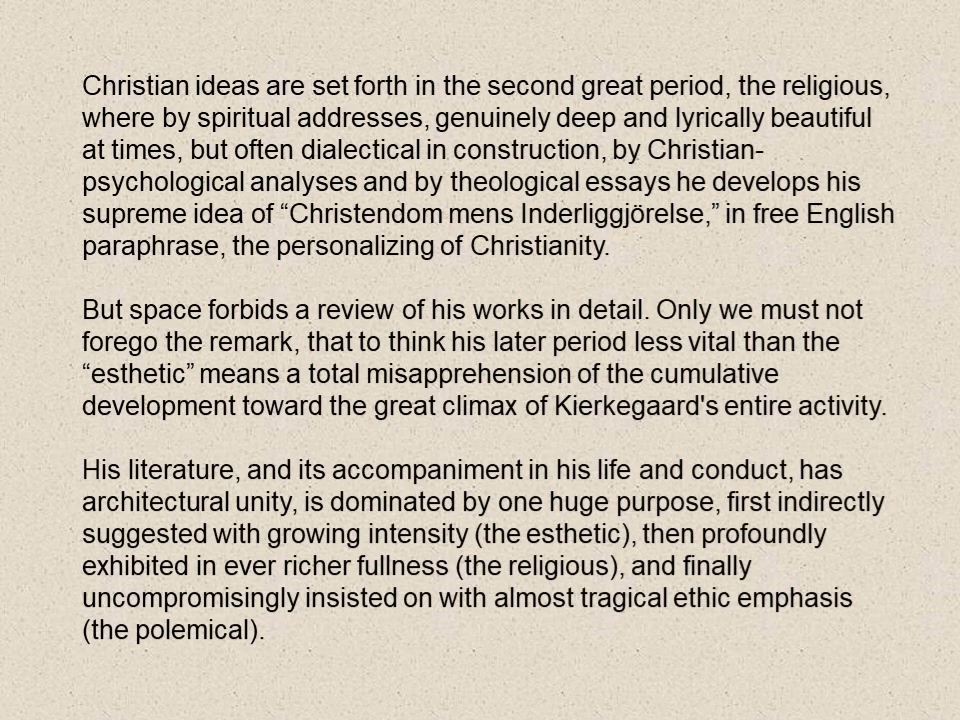 Christian ideas are set forth in the second great period, the religious,
where by spiritual addresses, genuinely deep and lyrically beautiful
at times, but often dialectical in construction, by Christian-
psychological analyses and by theological essays he develops his
supreme idea of “Christendom mens Inderliggjörelse,” in free English
paraphrase, the personalizing of Christianity.
But space forbids a review of his works in detail. Only we must not
forego the remark, that to think his later period less vital than the
“esthetic” means a total misapprehension of the cumulative
development toward the great climax of Kierkegaard's entire activity.
His literature, and its accompaniment in his life and conduct, has
architectural unity, is dominated by one huge purpose, first indirectly
suggested with growing intensity (the esthetic), then profoundly
exhibited in ever richer fullness (the religious), and finally
uncompromisingly insisted on with almost tragical ethic emphasis
(the polemical).